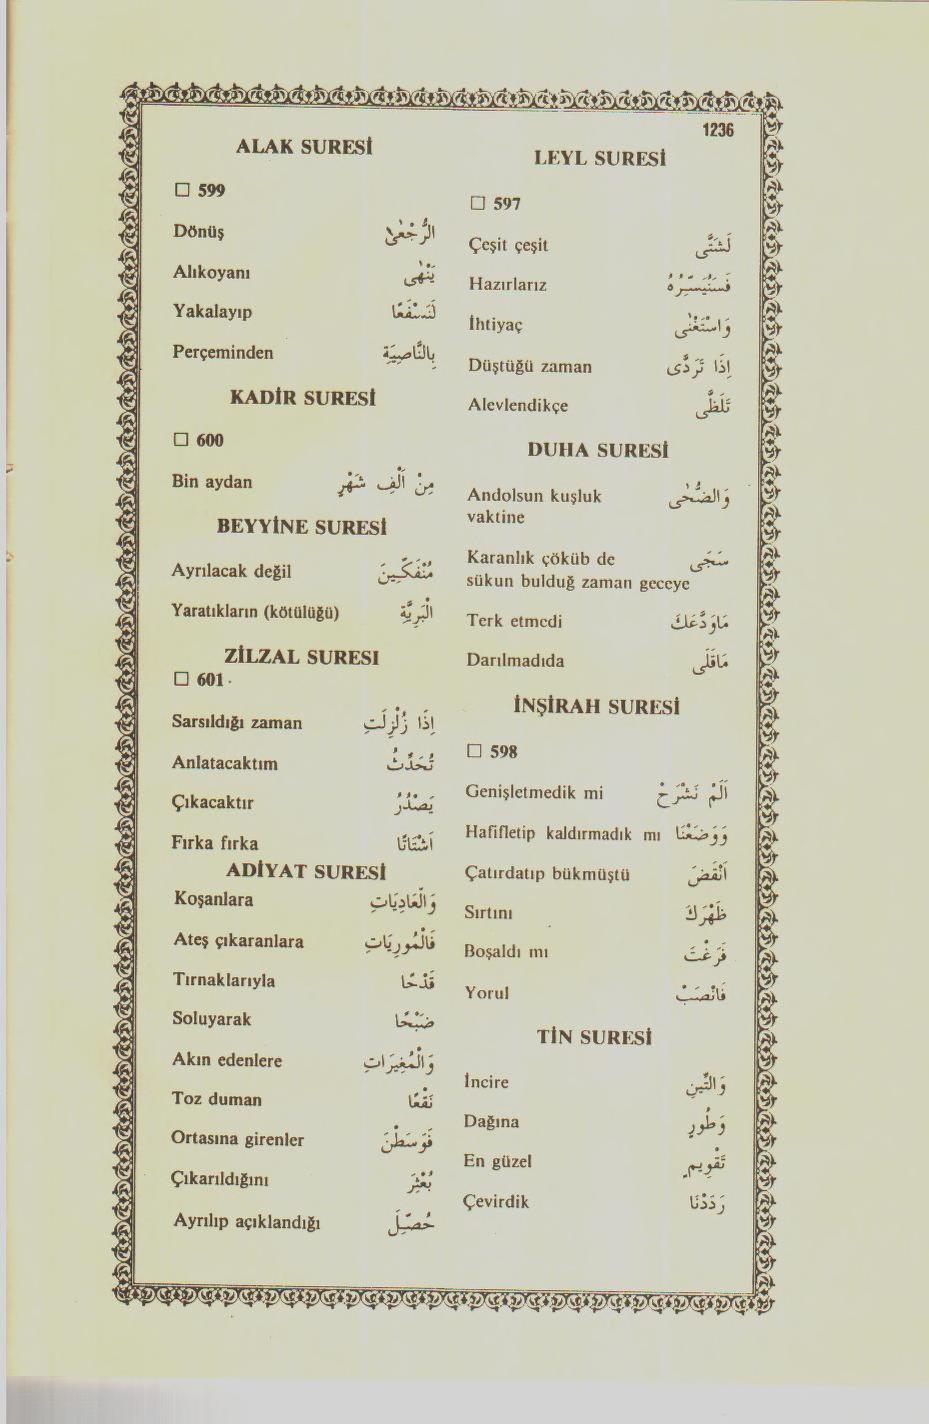 1236
LEYL SURESİ
□ 597
Çeşit çeşit لَشَتَّى
Hazırlarız فَسَنُيَسِّرُهُ
İhtiyaç وَاسْتَغْنٰى
Düştüğü zaman إِذَا تَرَدّٰى
Alevlendikçe تَلَظّٰى
DUHA SURESİ
Andolsun kuşluk وَالضُّحٰى
vaktine
Karanlık çöküb de سَجٰى
sükun bulduğ zaman geceye
Terk etmedi مَاوَدَّعَكَ
Darılmadıda مَاقَلٰى
İNŞİRAH SURESİ
□ 598
Genişletmedik mi اَلَمْ نَشْرَحْ
Hafifletip kaldırmadık mı وَوَضَعْنَا
Çatırdatıp bükmüştü اَنْقَضَ
Sırtını ظَهْرَكَ
Boşaldı mı فَرَغْتَ
Yorul فَانْصَبْ
TİN SURESİ
İncire وَالتّينِ
Dağına وَطُورِ
En güzel تَقْوِيمٍ
Çevirdik رَدَدْنَا
ALAK SURESİ
□ 599
Dönüş الرُّجْعٰى
Alıkoyanı يَنْهٰى
Yakalayıp لَنَسْفَعًا
Perçeminden بِالنَّاصِيَةِ
KADİR SURESİ
□ 600
Bin aydan مِنْ اَلْفِ شَهْرٍ
BEYYİNE SURESİ
Ayrılacak değil مُنْفَكّينَ
Yaratıkların (kötülüğü) الْبَرِيَّةِ
ZİLZAL SURESI
□ 601
Sarsıldığı zaman اِذَا زُلْزِلَتِ
Anlatacaktım تُحَدِّثُ
Çıkacaktır يَصْدُرُ
Fırka fırka اَشْتَاتًا
ADİYAT SURESİ
Koşanlara وَالْعَادِيَاتِ
Ateş çıkaranlara فَالْمُورِيَاتِ
Tırnaklarıyla قَدْحًا
Soluyarak ضَبْحًا
Akın edenlere وَالْمُغيرَاتِ
Toz duman نَقْعًا
Ortasına girenler فَوَسَطْنَ
Çıkarıldığını بُعْثِرَ
Ayrılıp açıklandığı حُصِّلَ